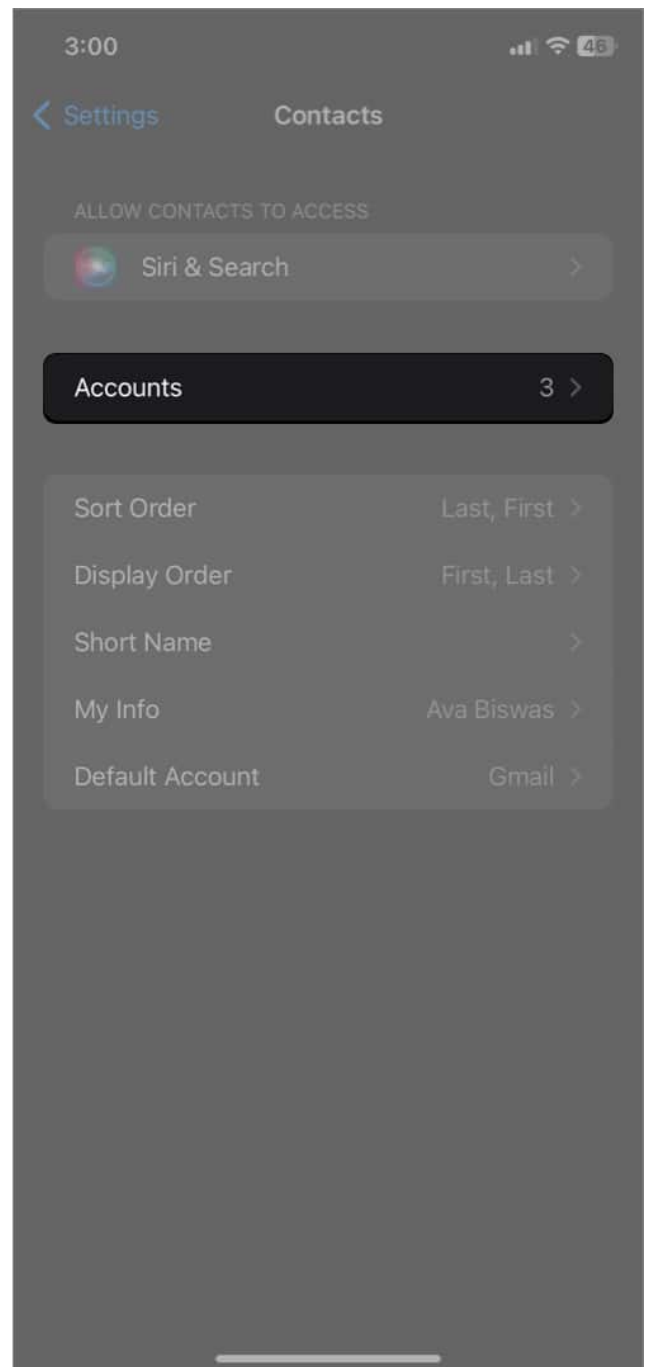 3:00 46
Settings Contacts
ALLOW CONTACTS TO ACCESS
Siri & Search
Accounts 3
Sort Order Last, First
Display Order First, Last
Short Name
My Info Ava Biswas
Default Account Gmail